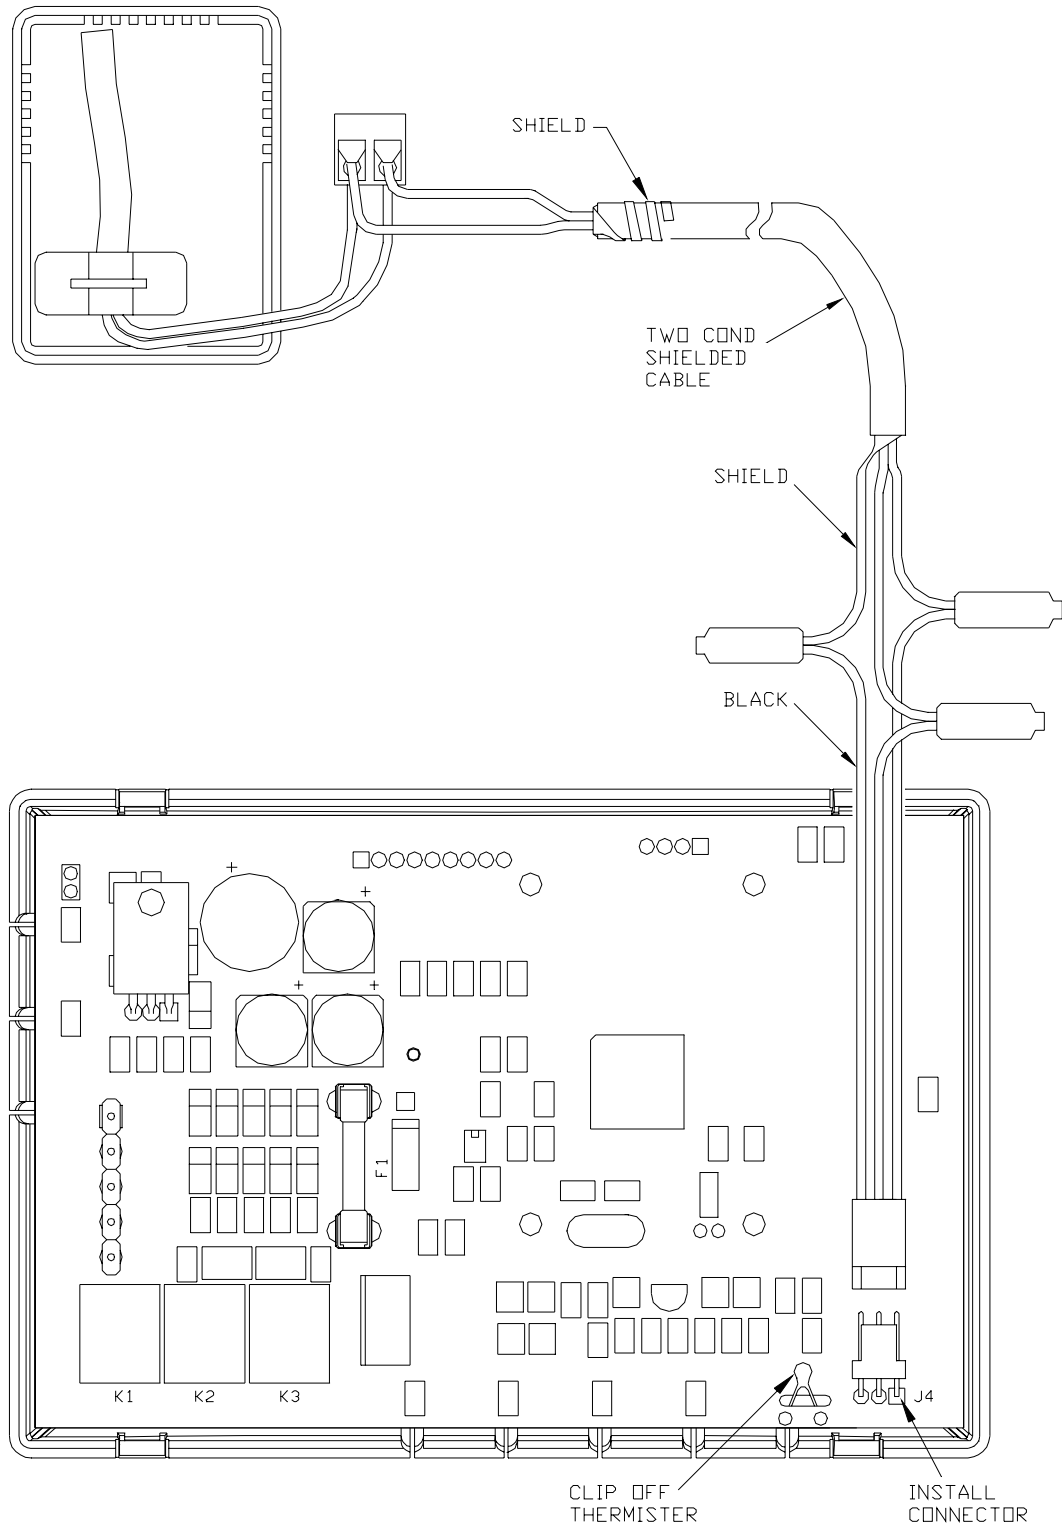 SHIELD
TWO COND
SHIELDED
CABLE
SHIELD
BLACK
+
+
+ +
F1
K1 K2 K3
J4
CLIP OFF
THERMISTER
INSTALL
CONNECTOR